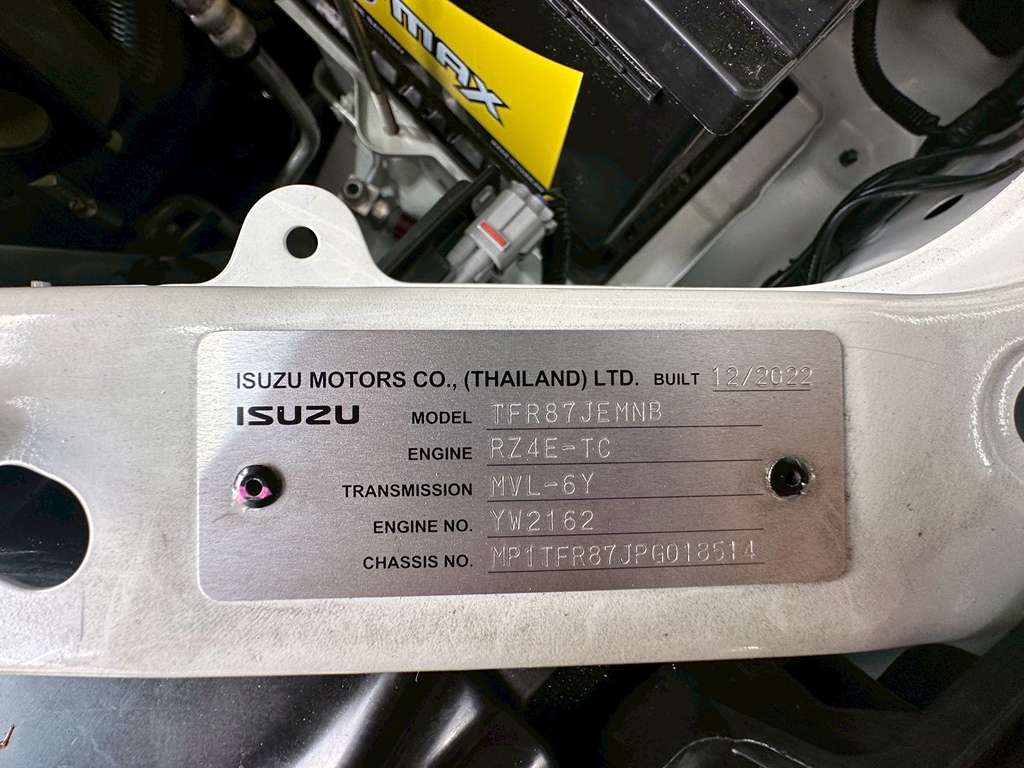 MAX
ISUZU MOTORS CO., (THAILAND) LTD. BUILT 12/2022
ISUZU
MODEL TFR87JEMNB
ENGINE RZ4E-TC
TRANSMISSION MVL-6Y
ENGINE NO. YW2162
CHASSIS NO. MP1TFR87JPG018514